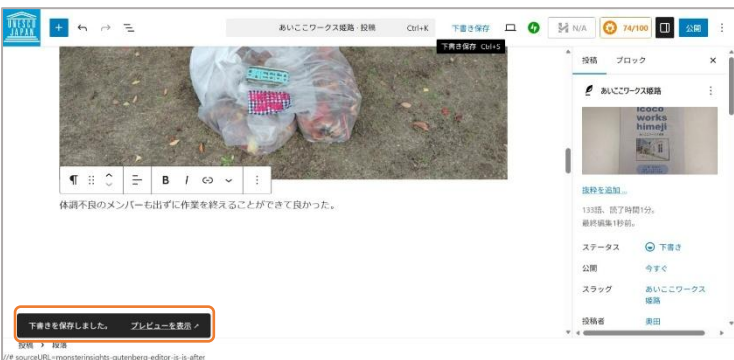 UNESCO
JAPAN
あいここワークス姫路 · 投稿 Ctrl+K
下書き保存
N/A
74/100
公開
下書き保存 Ctrl+S
投稿 ブロック
あいここワークス姫路
icoco
works
himeji
B I
抜粋を追加...
133語、読了時間1分。
最終編集1秒前。
体調不良のメンバーも出ずに作業を終えることができて良かった。
ステータス 下書き
公開 今すぐ
スラッグ あいここワークス
姫路
投稿者 奥田
下書きを保存しました。 プレビューを表示
投稿 › 段落
//# sourceURL=monsterinsights-gutenberg-editor-js-js-after